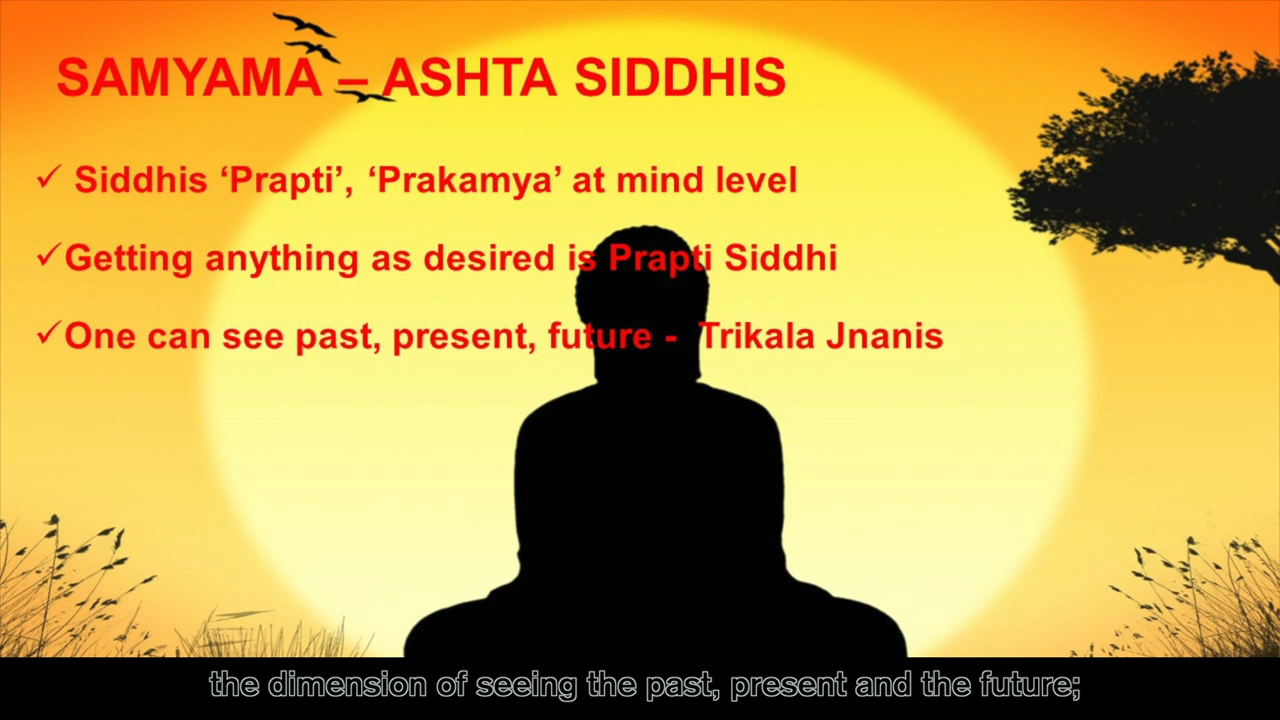 SAMYAMA – ASHTA SIDDHIS
✓ Siddhis ‘Prapti’, ‘Prakamya’ at mind level
✓Getting anything as desired is Prapti Siddhi
✓One can see past, present, future - Trikala Jnanis
the dimension of seeing the past, present and the future;